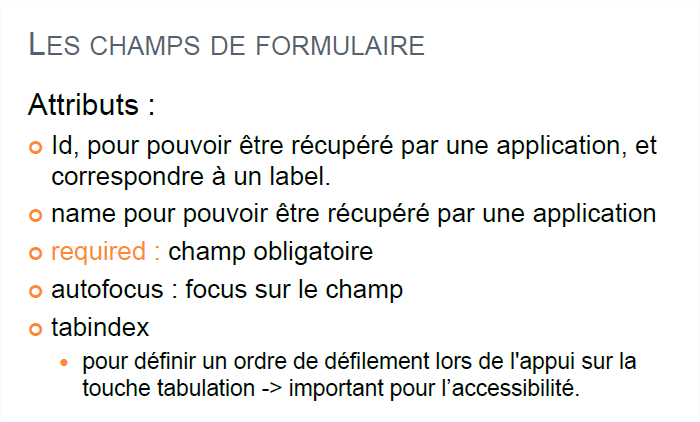 LES CHAMPS DE FORMULAIRE
Attributs :
Id, pour pouvoir être récupéré par une application, et
correspondre à un label.
name pour pouvoir être récupéré par une application
required : champ obligatoire
autofocus : focus sur le champ
tabindex
pour définir un ordre de défilement lors de l'appui sur la
touche tabulation -> important pour l’accessibilité.